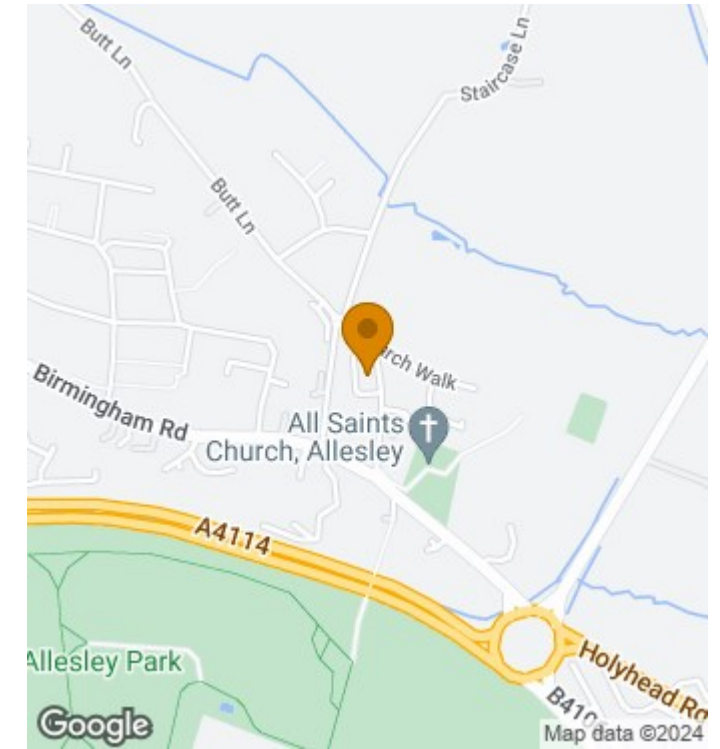 Butt Ln
Staircase Ln
Butt Ln
arch Walk
Birmingham Rd
All Saints
Church, Allesley
A4114
Allesley Park
Holyhead Rd
Google
Map data ©2024